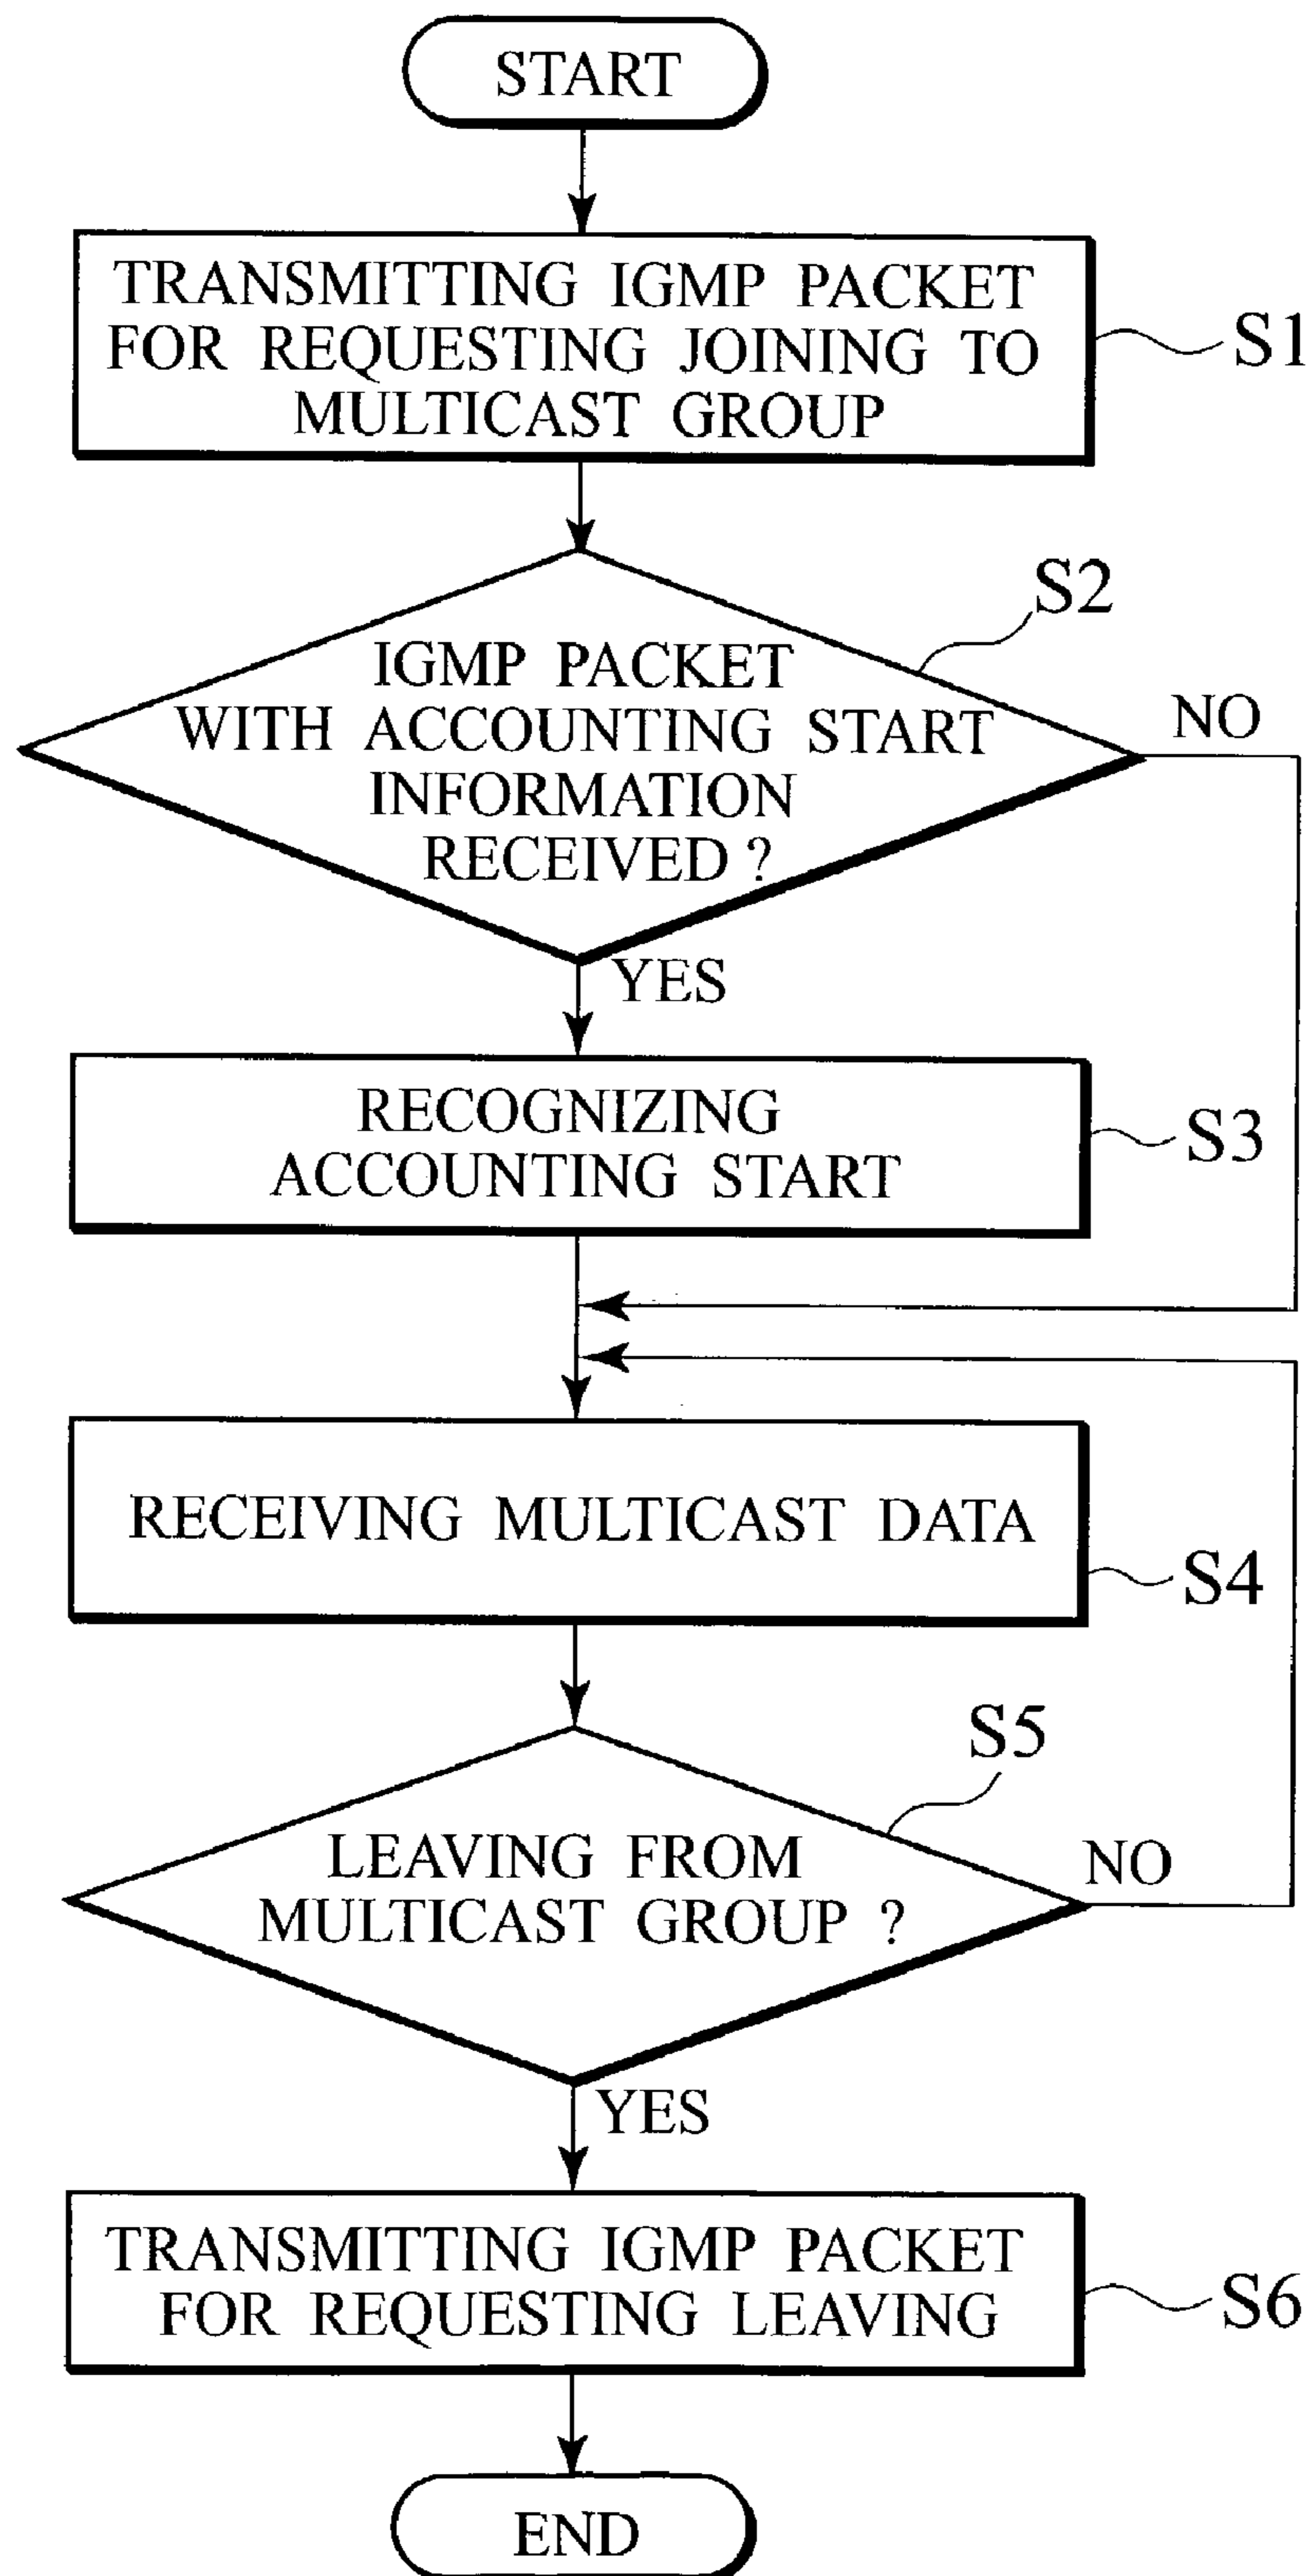 START
TRANSMITTING IGMP PACKET
FOR REQUESTING JOINING TO
MULTICAST GROUP
S1
S2
IGMP PACKET
WITH ACCOUNTING START
INFORMATION
RECEIVED ?
NO
YES
RECOGNIZING
ACCOUNTING START
S3
RECEIVING MULTICAST DATA
S4
S5
LEAVING FROM
MULTICAST GROUP ?
NO
YES
TRANSMITTING IGMP PACKET
FOR REQUESTING LEAVING
S6
END